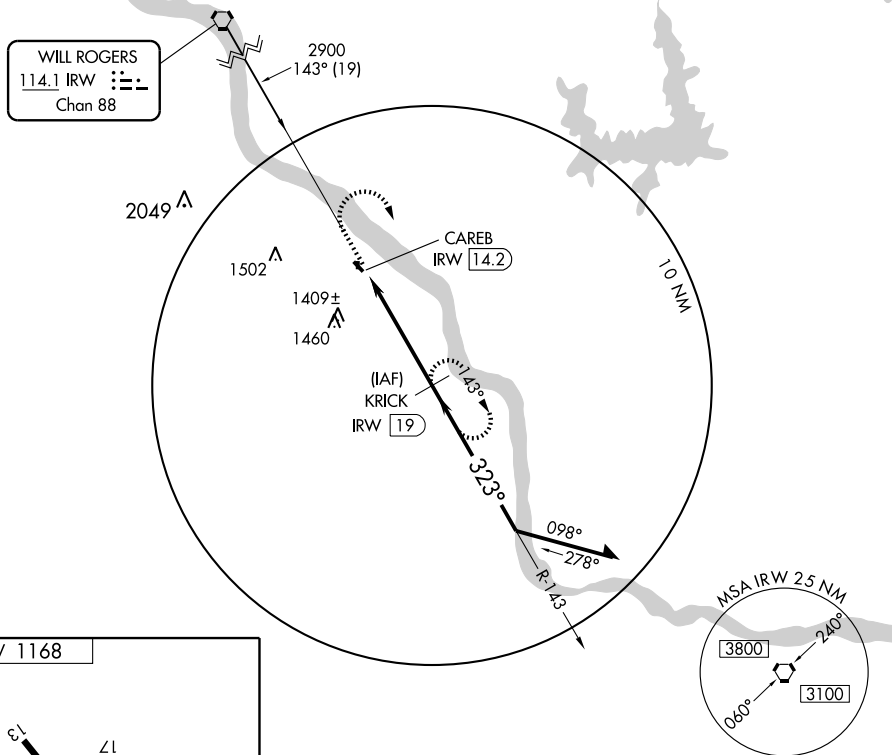 WILL ROGERS
114.1 IRW
Chan 88
2900
143° (19)
2049
1502
CAREB
IRW 14.2
1409±
1460
10 NM
(IAF)
KRICK
IRW 19
143°
323°
098°
278°
R-143
MSA IRW 25 NM
3800
240°
060°
3100
1168
13
17